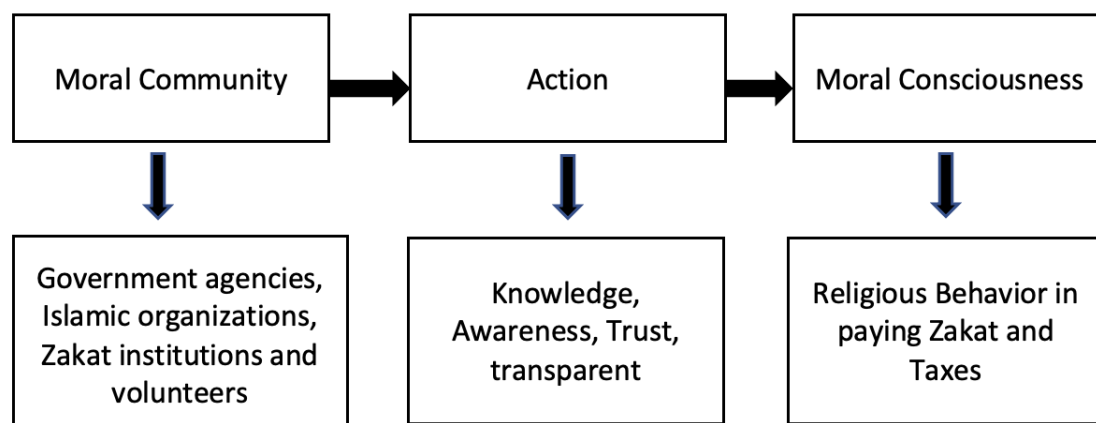 Moral Community
Action
Moral Consciousness
Government agencies,
Islamic organizations,
Zakat institutions and
volunteers
Knowledge,
Awareness, Trust,
transparent
Religious Behavior in
paying Zakat and
Taxes